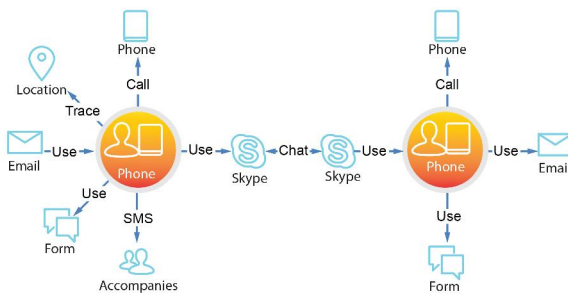 Phone
Phone
Location
Call
Call
Trace
Email
Use
Phone
Use
Skype
Chat
Skype
Use
Phone
Use
Email
Use
SMS
Use
Form
Accompanies
Form